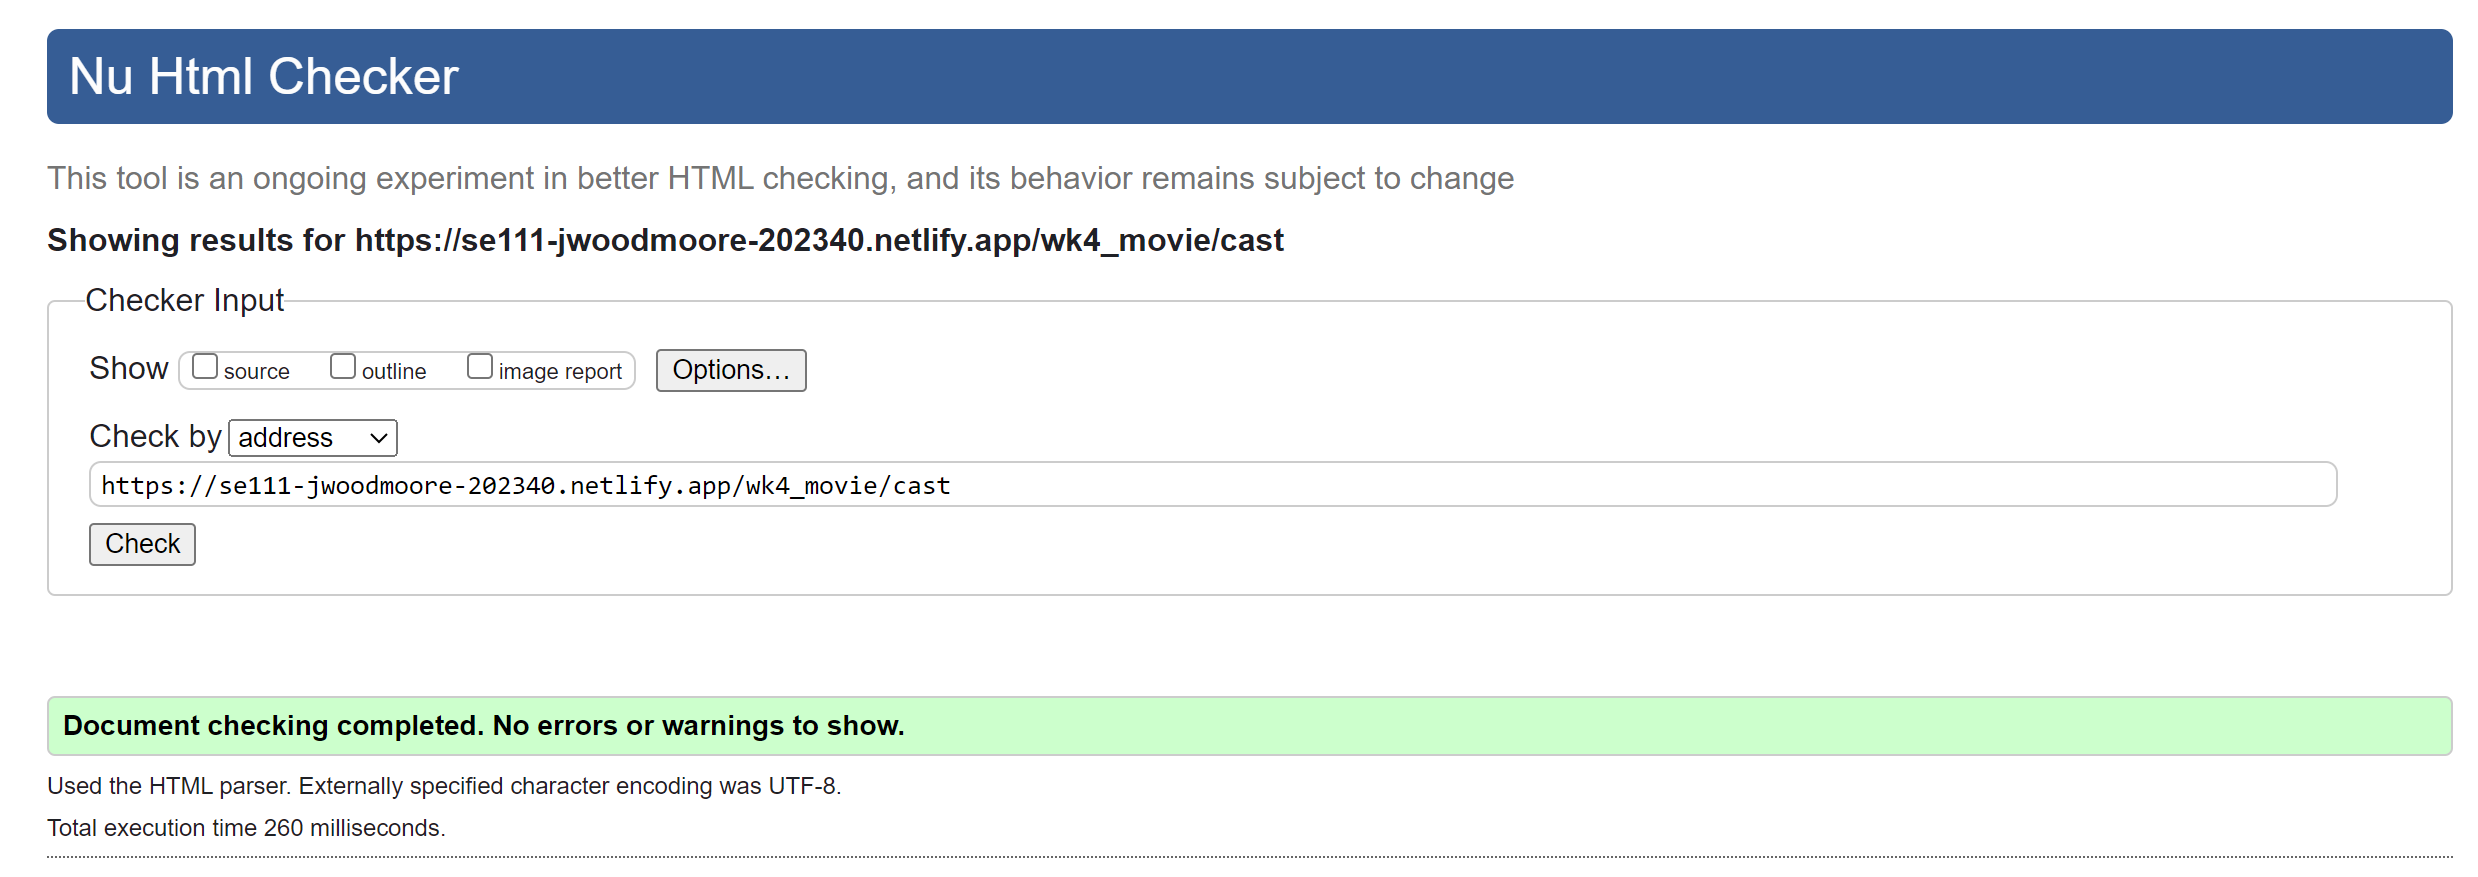 Nu Html Checker
This tool is an ongoing experiment in better HTML checking, and its behavior remains subject to change
Showing results for https://se111-jwoodmoore-202340.netlify.app/wk4_movie/cast
Checker Input
Show source outline image report Options…
Check by address
https://se111-jwoodmoore-202340.netlify.app/wk4_movie/cast
Check
Document checking completed. No errors or warnings to show.
Used the HTML parser. Externally specified character encoding was UTF-8.
Total execution time 260 milliseconds.